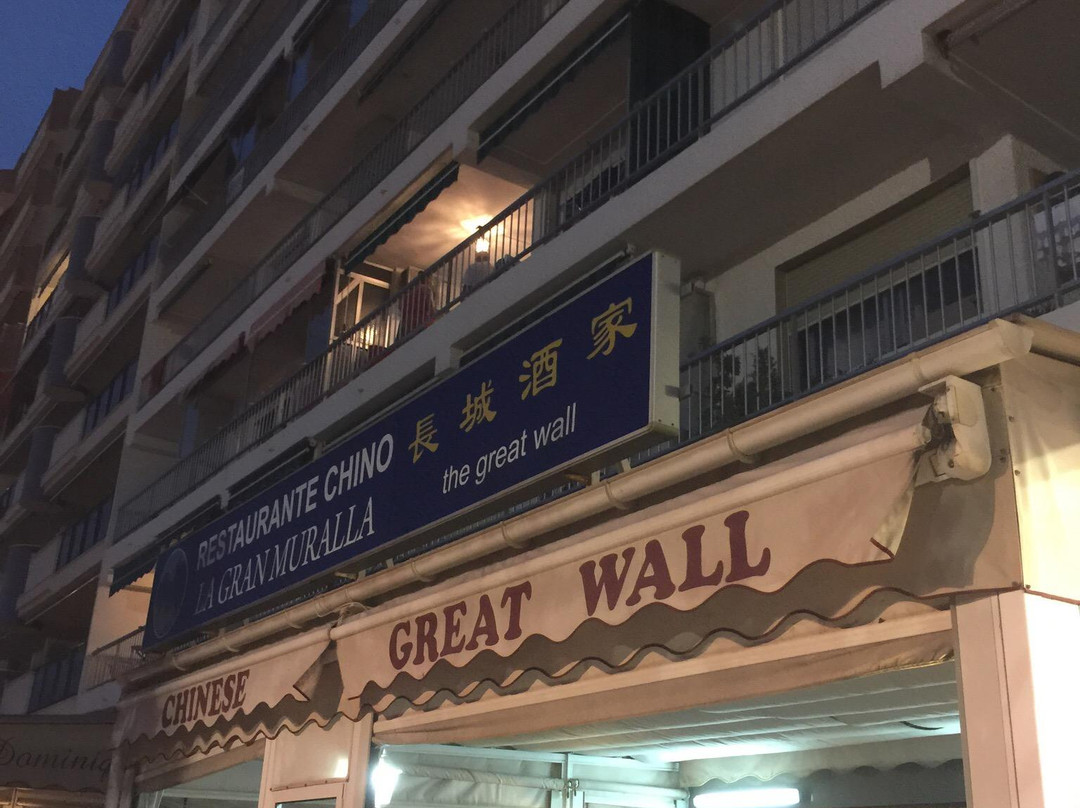 RESTAURANTE CHINO
LA GRAN MURALLA
長城酒家
the great wall
CHINESE
GREAT WALL